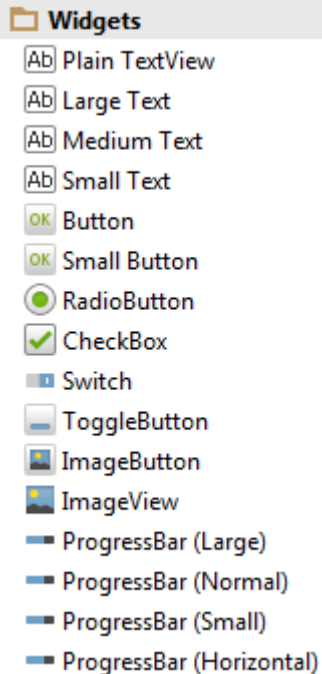 Widgets
Ab Plain TextView
Ab Large Text
Ab Medium Text
Ab Small Text
OK Button
OK Small Button
RadioButton
CheckBox
Switch
ToggleButton
ImageButton
ImageView
ProgressBar (Large)
ProgressBar (Normal)
ProgressBar (Small)
ProgressBar (Horizontal)